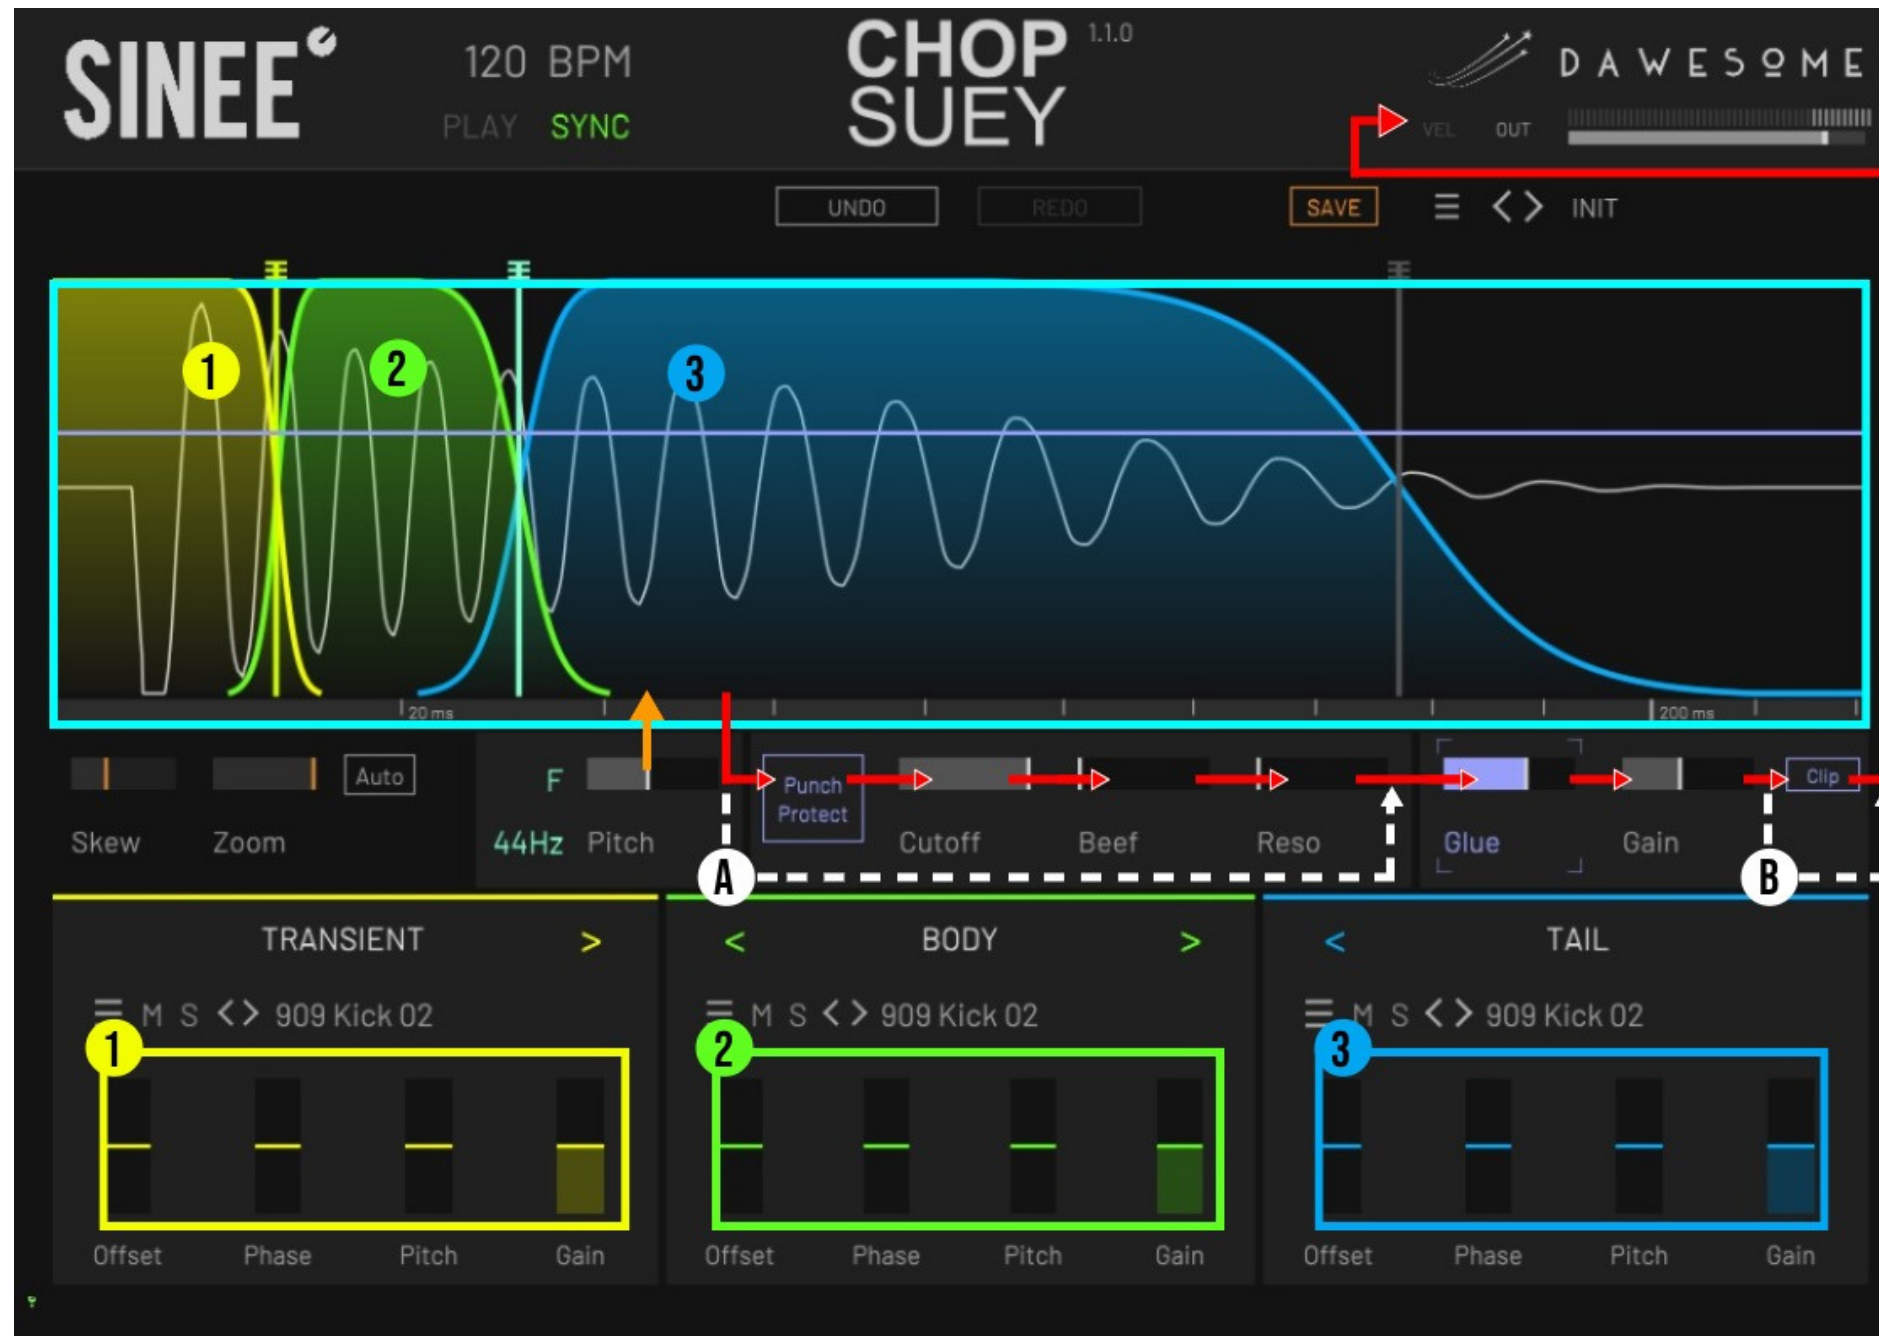 SINEE
120 BPM
PLAY SYNC
CHOP 1.1.0
SUEY
DAWESOME
VEL OUT
UNDO REDO SAVE INIT
1 2 3
20 ms 200 ms
Auto F Punch Protect Clip
Skew Zoom 44Hz Pitch Cutoff Beef Reso Glue Gain
A B
TRANSIENT > < BODY > < TAIL
M S < > 909 Kick 02 M S < > 909 Kick 02 M S < > 909 Kick 02
1 2 3
Offset Phase Pitch Gain Offset Phase Pitch Gain Offset Phase Pitch Gain